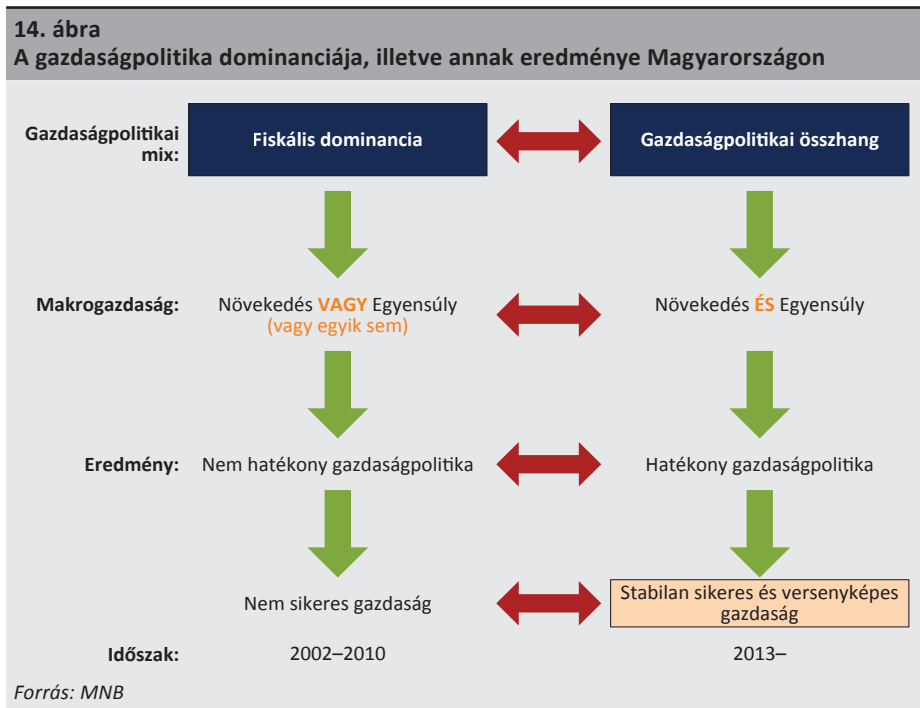 14. ábra
A gazdaságpolitika dominanciája, illetve annak eredménye Magyarországon
Gazdaságpolitikai
mix:
Fiskális dominancia
Gazdaságpolitikai összhang
Makrogazdaság:
Növekedés VAGY Egyensúly
(vagy egyik sem)
Növekedés ÉS Egyensúly
Eredmény:
Nem hatékony gazdaságpolitika
Hatékony gazdaságpolitika
Nem sikeres gazdaság
Stabilan sikeres és versenyképes
gazdaság
Időszak:
2002–2010
2013–
Forrás: MNB